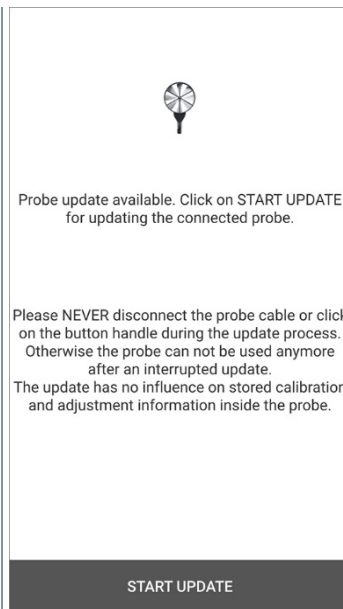 Probe update available. Click on START UPDATE
for updating the connected probe.
Please NEVER disconnect the probe cable or click
on the button handle during the update process.
Otherwise the probe can not be used anymore
after an interrupted update.
The update has no influence on stored calibration
and adjustment information inside the probe.
START UPDATE